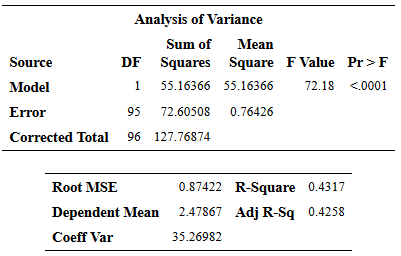 Analysis of Variance
Source DF Sum of Squares Mean Square F Value Pr > F
Model 1 55.16366 55.16366 72.18 <.0001
Error 95 72.60508 0.76426
Corrected Total 96 127.76874
Root MSE 0.87422 R-Square 0.4317
Dependent Mean 2.47867 Adj R-Sq 0.4258
Coeff Var 35.26982